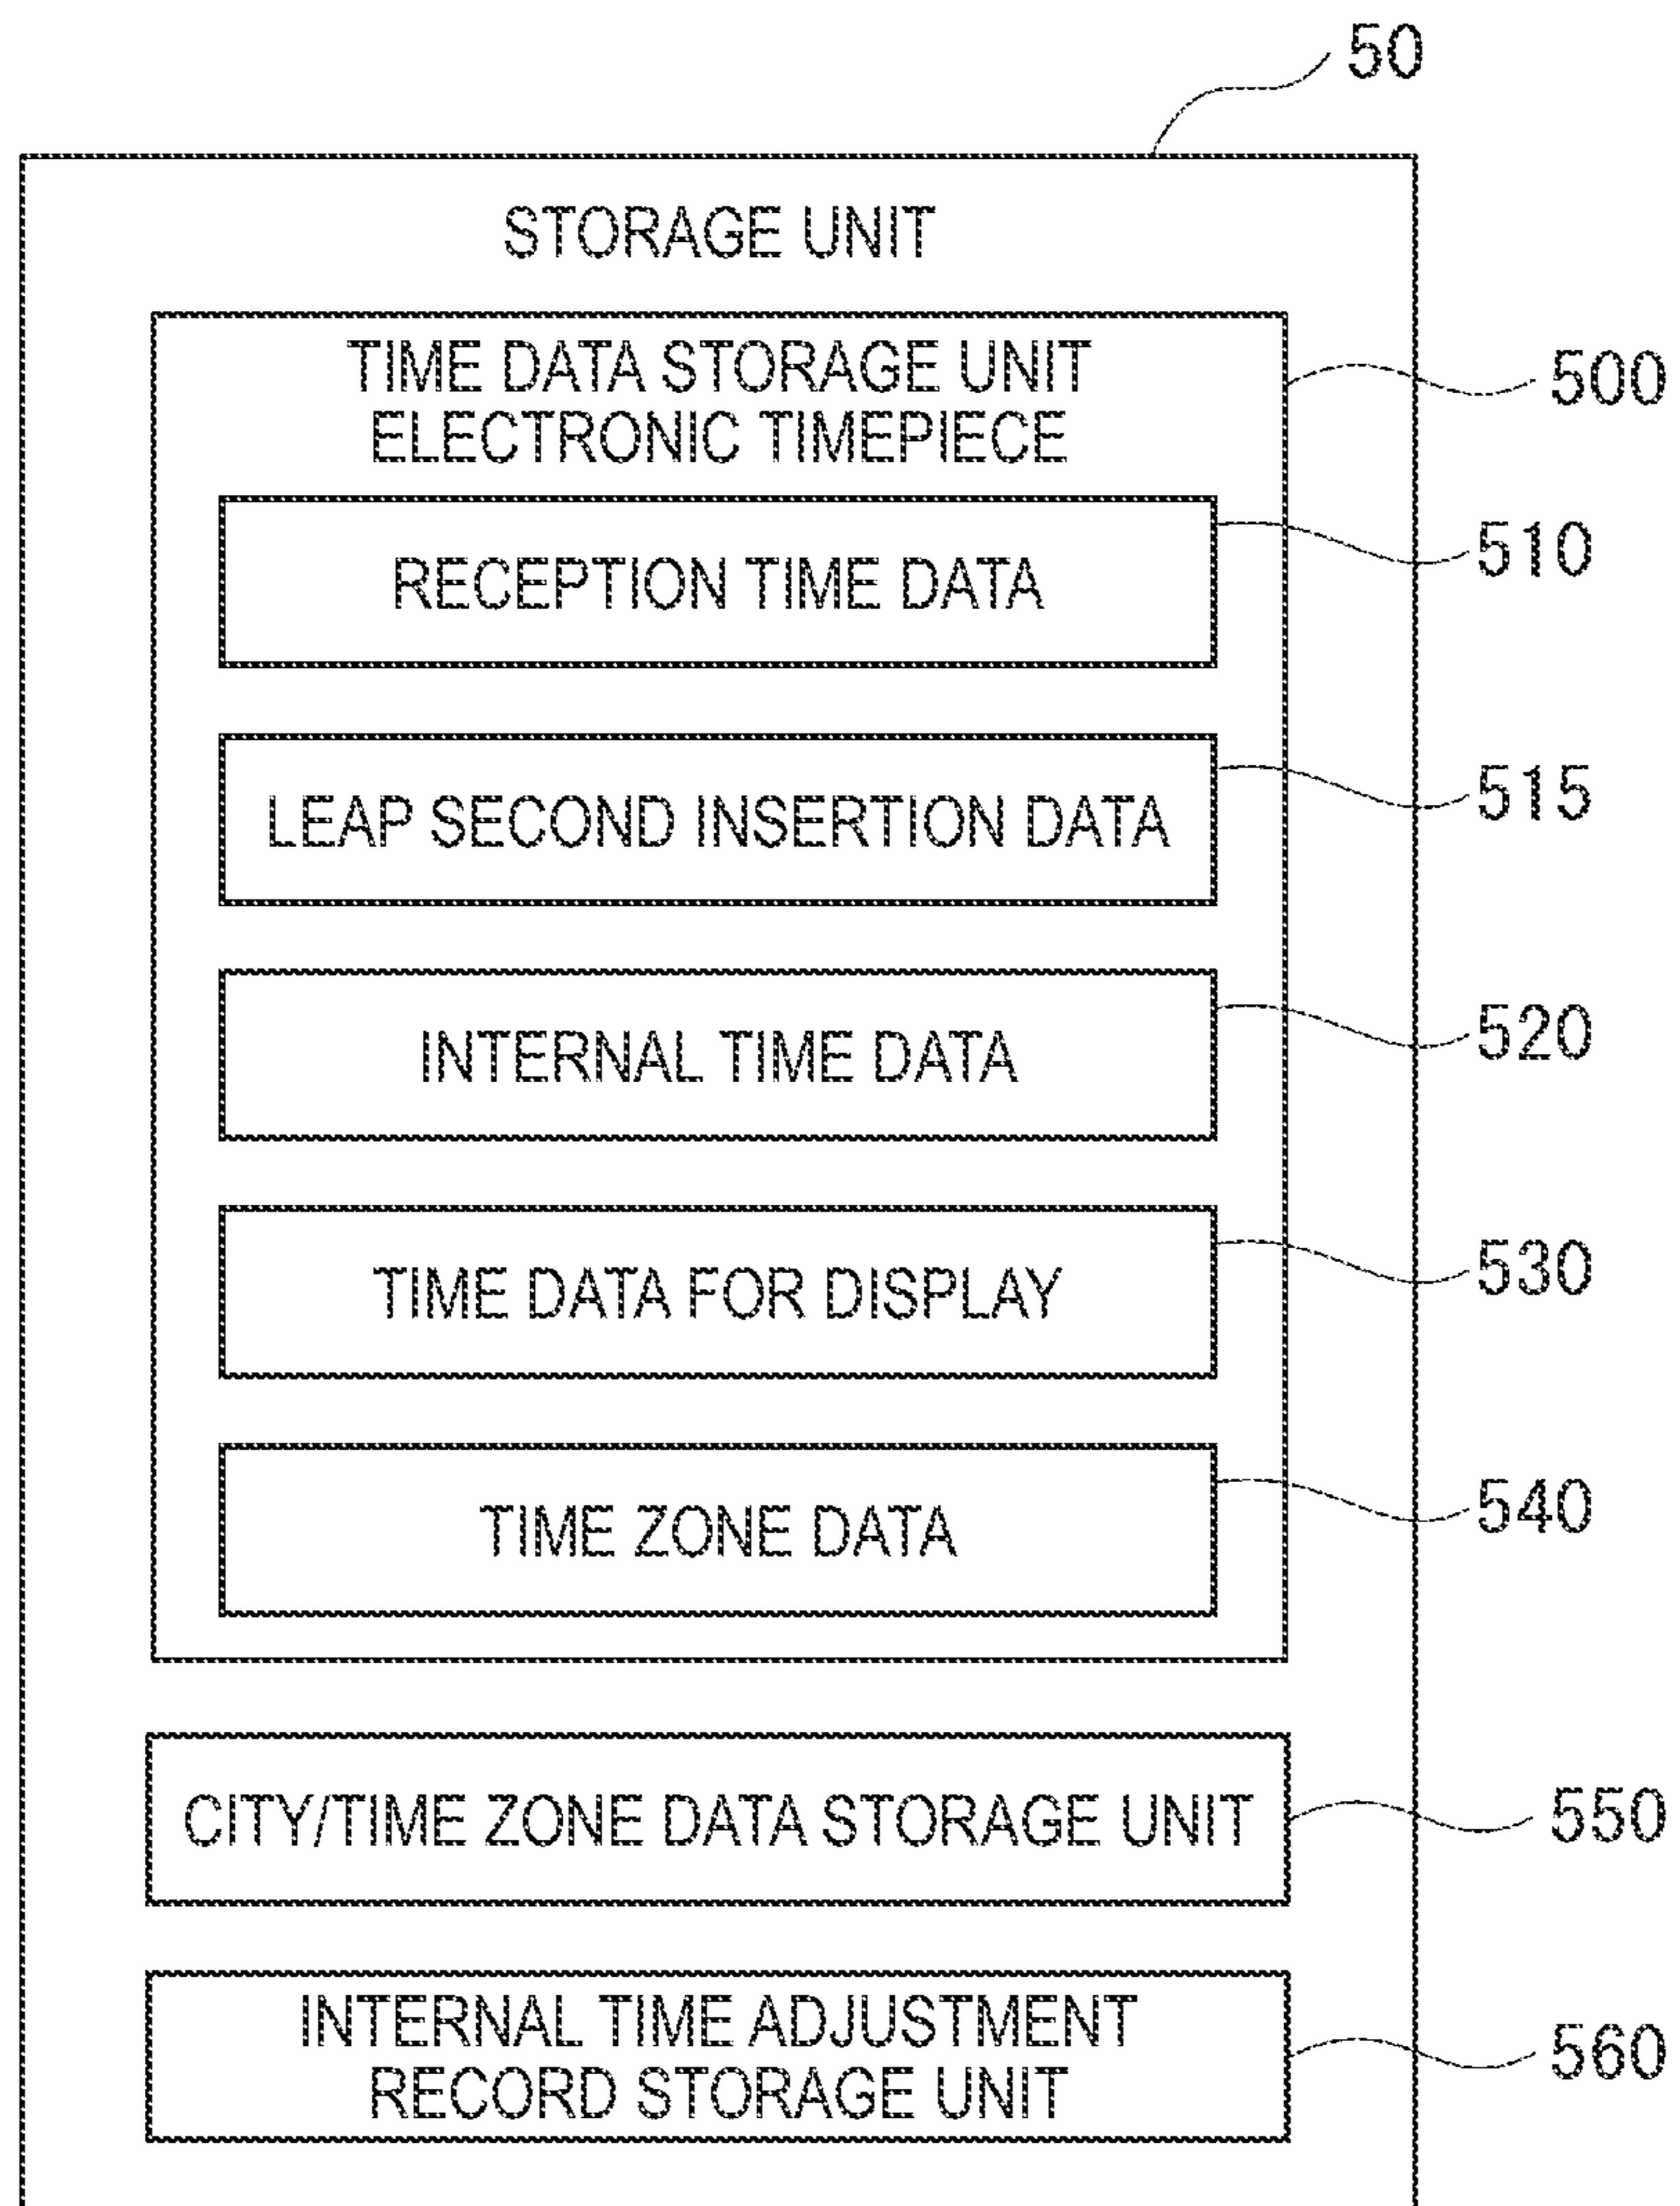 50
STORAGE UNIT
TIME DATA STORAGE UNIT
ELECTRONIC TIMEPIECE
500
RECEPTION TIME DATA
510
LEAP SECOND INSERTION DATA
515
INTERNAL TIME DATA
520
TIME DATA FOR DISPLAY
530
TIME ZONE DATA
540
CITY/TIME ZONE DATA STORAGE UNIT
550
INTERNAL TIME ADJUSTMENT
RECORD STORAGE UNIT
560